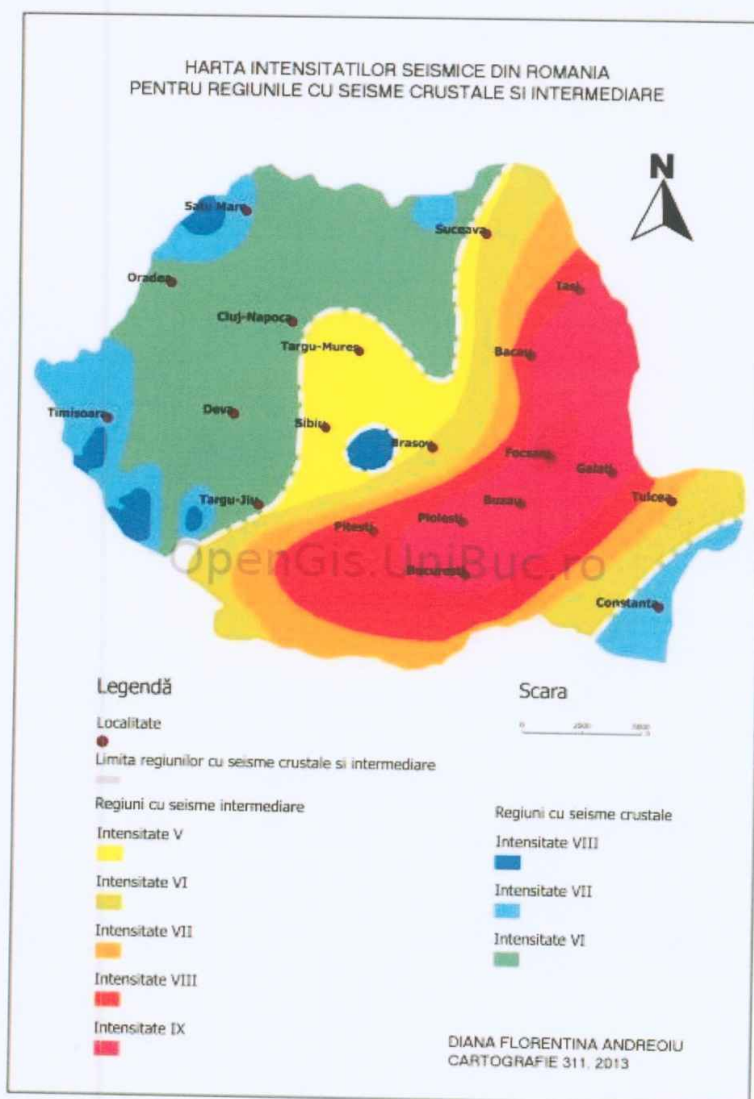 HARTA INTENSITATILOR SEISMICE DIN ROMANIA
PENTRU REGIUNILE CU SEISME CRUSTALE SI INTERMEDIARE
N
Satu Mare
Suceava
Oradea
Iasi
Cluj-Napoca
Targu-Mures
Bacau
Timisoara
Deva
Sibiu
Brasov
Focsani
Galati
Targu-Jiu
Buzau
Tulcea
Pitesti
Ploiesti
OpenGis.UniBuc.ro
Bucuresti
Constanta
Legendă
Localitate
Limita regiunilor cu seisme crustale si intermediare
Regiuni cu seisme intermediare
Intensitate V
Intensitate VI
Intensitate VII
Intensitate VIII
Intensitate IX
Scara
0
Regiuni cu seisme crustale
Intensitate VIII
Intensitate VII
Intensitate VI
DIANA FLORENTINA ANDREOIU
CARTOGRAFIE 311, 2013